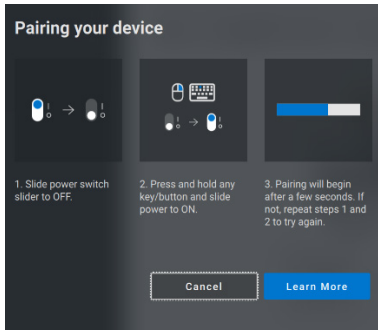 Pairing your device
1. Slide power switch
slider to OFF.
2. Press and hold any
key/button and slide
power to ON.
3. Pairing will begin
after a few seconds. If
not, repeat steps 1 and
2 to try again.
Cancel
Learn More